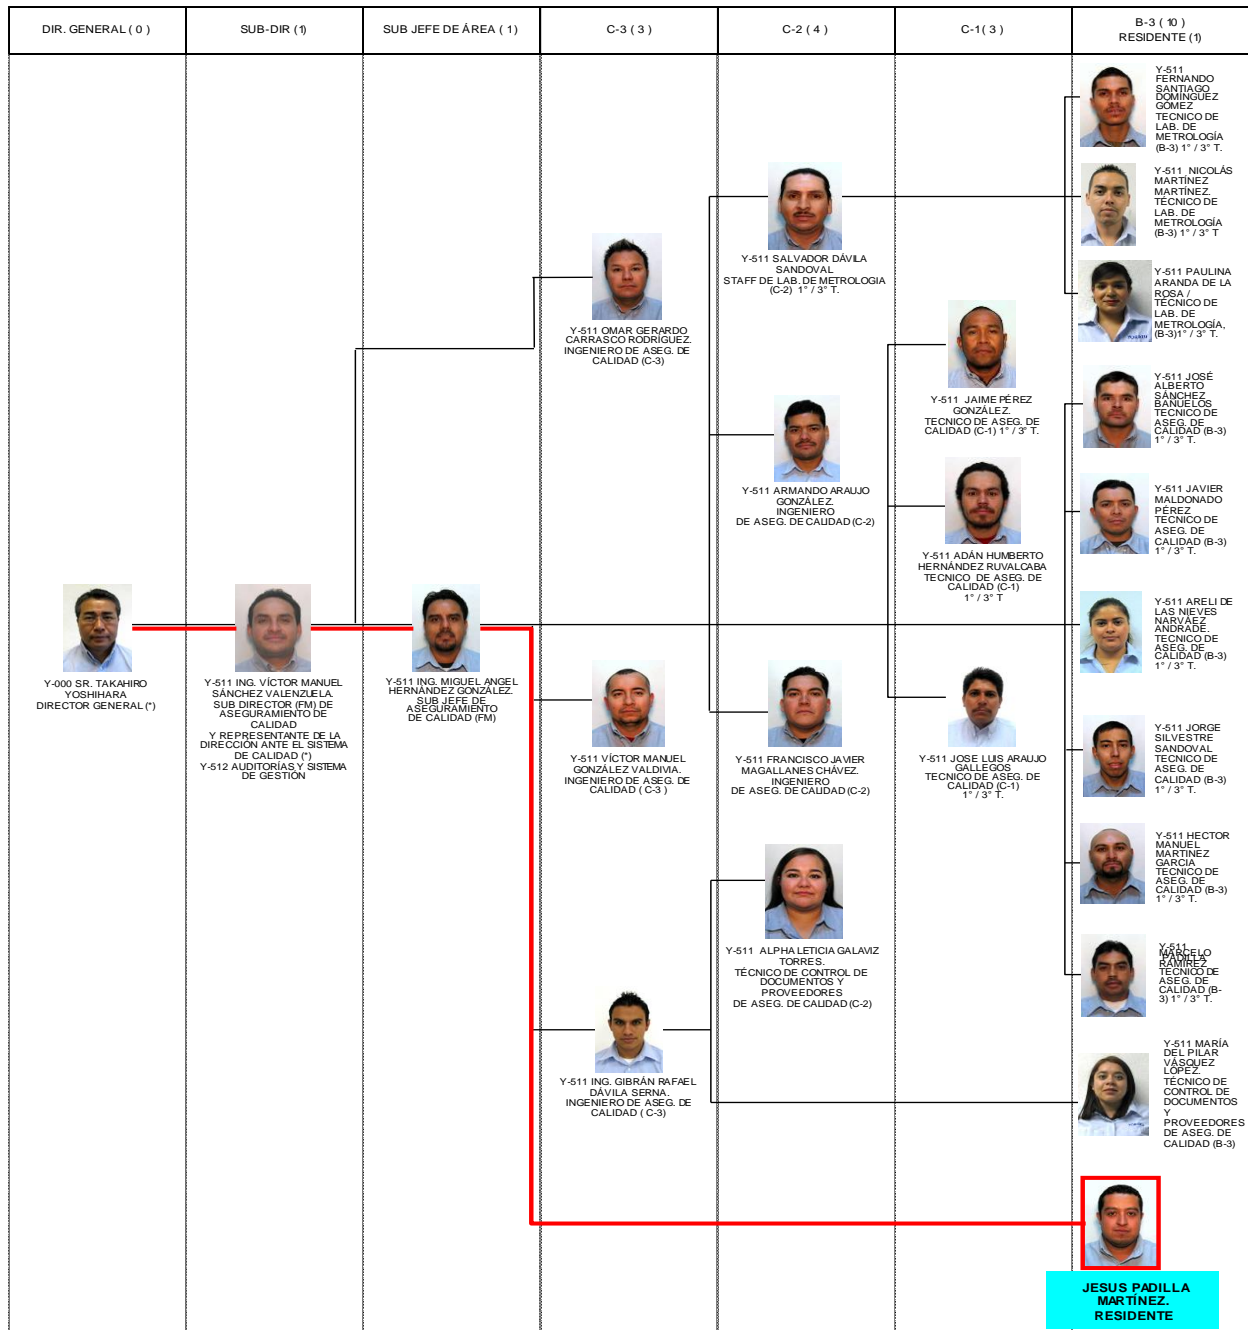 DIR. GENERAL ( 0 )
SUB-DIR (1)
SUB JEFE DE ÁREA ( 1)
C-3 ( 3 )
C-2 ( 4 )
C-1( 3 )
B-3 ( 10 )
RESIDENTE (1)
Y-000 SR. TAKAHIRO
YOSHIHARA
DIRECTOR GENERAL (*)
Y-511 ING. VÍCTOR MANUEL
SÁNCHEZ VALENZUELA.
SUB DIRECTOR (FM) DE
ASEGURAMIENTO DE
CALIDAD
Y REPRESENTANTE DE LA
DIRECCIÓN ANTE EL SISTEMA
DE CALIDAD (*)
Y-512 AUDITORÍAS Y SISTEMA
DE GESTIÓN
Y-511 ING. MIGUEL ANGEL
HERNÁNDEZ GONZÁLEZ.
SUB JEFE DE
ASEGURAMIENTO
DE CALIDAD (FM)
Y-511 OMAR GERARDO
CARRASCO RODRÍGUEZ.
INGENIERO DE ASEG. DE
CALIDAD (C-3)
Y-511 VÍCTOR MANUEL
GONZÁLEZ VALDIVIA.
INGENIERO DE ASEG. DE
CALIDAD ( C-3 )
Y-511 ING. GIBRÁN RAFAEL
DÁVILA SERNA.
INGENIERO DE ASEG. DE
CALIDAD ( C-3)
Y-511 SALVADOR DÁVILA
SANDOVAL
STAFF DE LAB. DE METROLOGIA
(C-2) 1° / 3° T.
Y-511 ARMANDO ARAUJO
GONZÁLEZ.
INGENIERO
DE ASEG. DE CALIDAD (C-2)
Y-511 FRANCISCO JAVIER
MAGALLANES CHÁVEZ.
INGENIERO
DE ASEG. DE CALIDAD (C-2)
Y-511 ALPHA LETICIA GALAVIZ
TORRES.
TÉCNICO DE CONTROL DE
DOCUMENTOS Y
PROVEEDORES
DE ASEG. DE CALIDAD (C-2)
Y-511 JAIME PÉREZ
GONZÁLEZ.
TECNICO DE ASEG. DE
CALIDAD (C-1) 1° / 3° T.
Y-511 ADÁN HUMBERTO
HERNÁNDEZ RUVALCABA
TECNICO DE ASEG. DE
CALIDAD (C-1)
1° / 3° T
Y-511 JOSE LUIS ARAUJO
GALLEGOS
TECNICO DE ASEG. DE
CALIDAD (C-1)
1° / 3° T.
Y-511
FERNANDO
SANTIAGO
DOMÍNGUEZ
GÓMEZ
TECNICO DE
LAB. DE
METROLOGÍA
(B-3) 1° / 3° T.
Y-511 NICOLÁS
MARTÍNEZ
MARTÍNEZ.
TÉCNICO DE
LAB. DE
METROLOGÍA
(B-3) 1° / 3° T
Y-511 PAULINA
ARANDA DE LA
ROSA /
TÉCNICO DE
LAB. DE
METROLOGÍA,
(B-3)1° / 3° T.
Y-511 JOSÉ
ALBERTO
SÁNCHEZ
BAÑUELOS
TECNICO DE
ASEG. DE
CALIDAD (B-3)
1° / 3° T.
Y-511 JAVIER
MALDONADO
PÉREZ
TECNICO DE
ASEG. DE
CALIDAD (B-3)
1° / 3° T.
Y-511 ARELI DE
LAS NIEVES
NARVÁEZ
ANDRADE.
TECNICO DE
ASEG. DE
CALIDAD (B-3)
1° / 3° T.
Y-511 JORGE
SILVESTRE
SANDOVAL
TECNICO DE
ASEG. DE
CALIDAD (B-3)
1° / 3° T.
Y-511 HECTOR
MANUEL
MARTINEZ
GARCIA
TECNICO DE
ASEG. DE
CALIDAD (B-3)
1° / 3° T.
Y-511
MARCELO
PADILLA
RAMÍREZ
TECNICO DE
ASEG. DE
CALIDAD (B-
3) 1° / 3° T.
Y-511 MARÍA
DEL PILAR
VÁSQUEZ
LÓPEZ.
TÉCNICO DE
CONTROL DE
DOCUMENTOS
Y
PROVEEDORES
DE ASEG. DE
CALIDAD (B-3)
JESUS PADILLA
MARTÍNEZ.
RESIDENTE